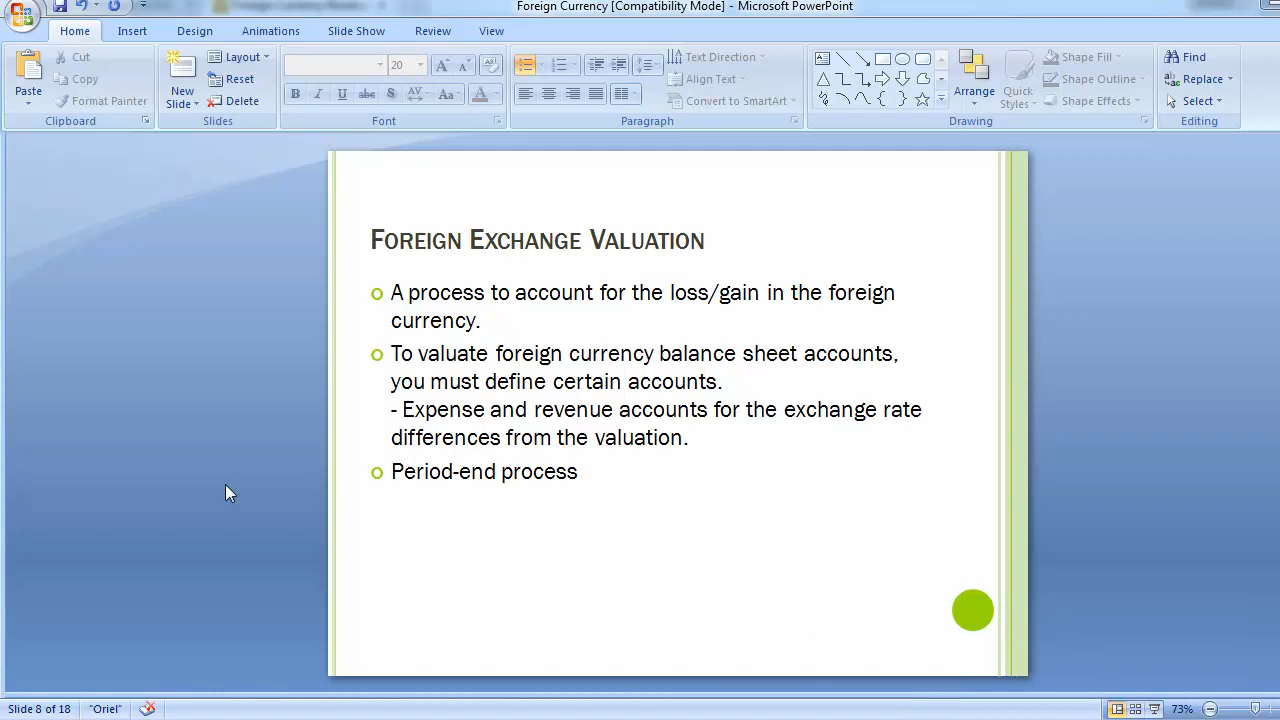 Foreign Currency [Compatibility Mode] - Microsoft PowerPoint
Home Insert Design Animations Slide Show Review View
Paste
Cut
Copy
Format Painter
Clipboard
New
Slide
Layout
Reset
Delete
Slides
20
B I U abc S AV Aa A
Font
Text Direction
Align Text
Convert to SmartArt
Paragraph
Arrange
Quick
Styles
Shape Fill
Shape Outline
Shape Effects
Drawing
Find
Replace
Select
Editing
FOREIGN EXCHANGE VALUATION
A process to account for the loss/gain in the foreign
currency.
To valuate foreign currency balance sheet accounts,
you must define certain accounts.
- Expense and revenue accounts for the exchange rate
differences from the valuation.
Period-end process
Slide 8 of 18 "Oriel" 73%